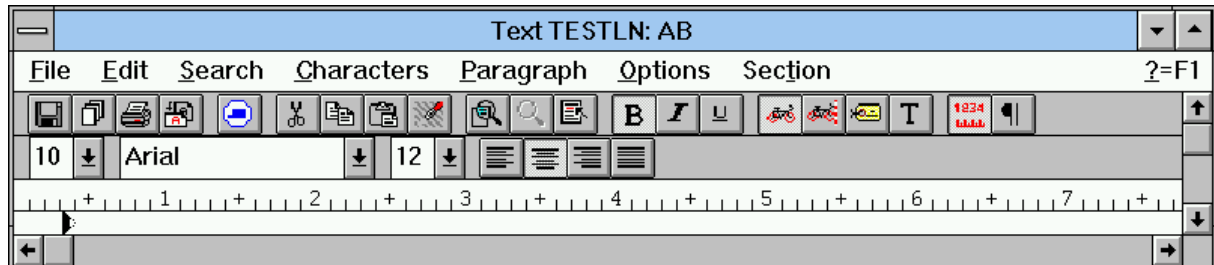 Text TESTLN: AB
File Edit Search Characters Paragraph Options Section ?=F1
B I U T 1234 ¶
10 Arial 12
+ 1 + 2 + 3 + 4 + 5 + 6 + 7 +